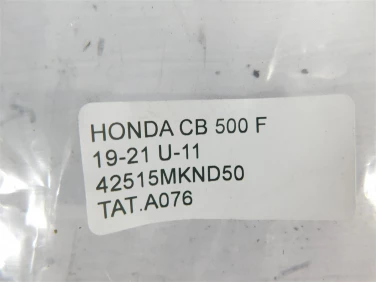 HONDA CB 500 F
19-21 U-11
42515MKND50
TAT.A076